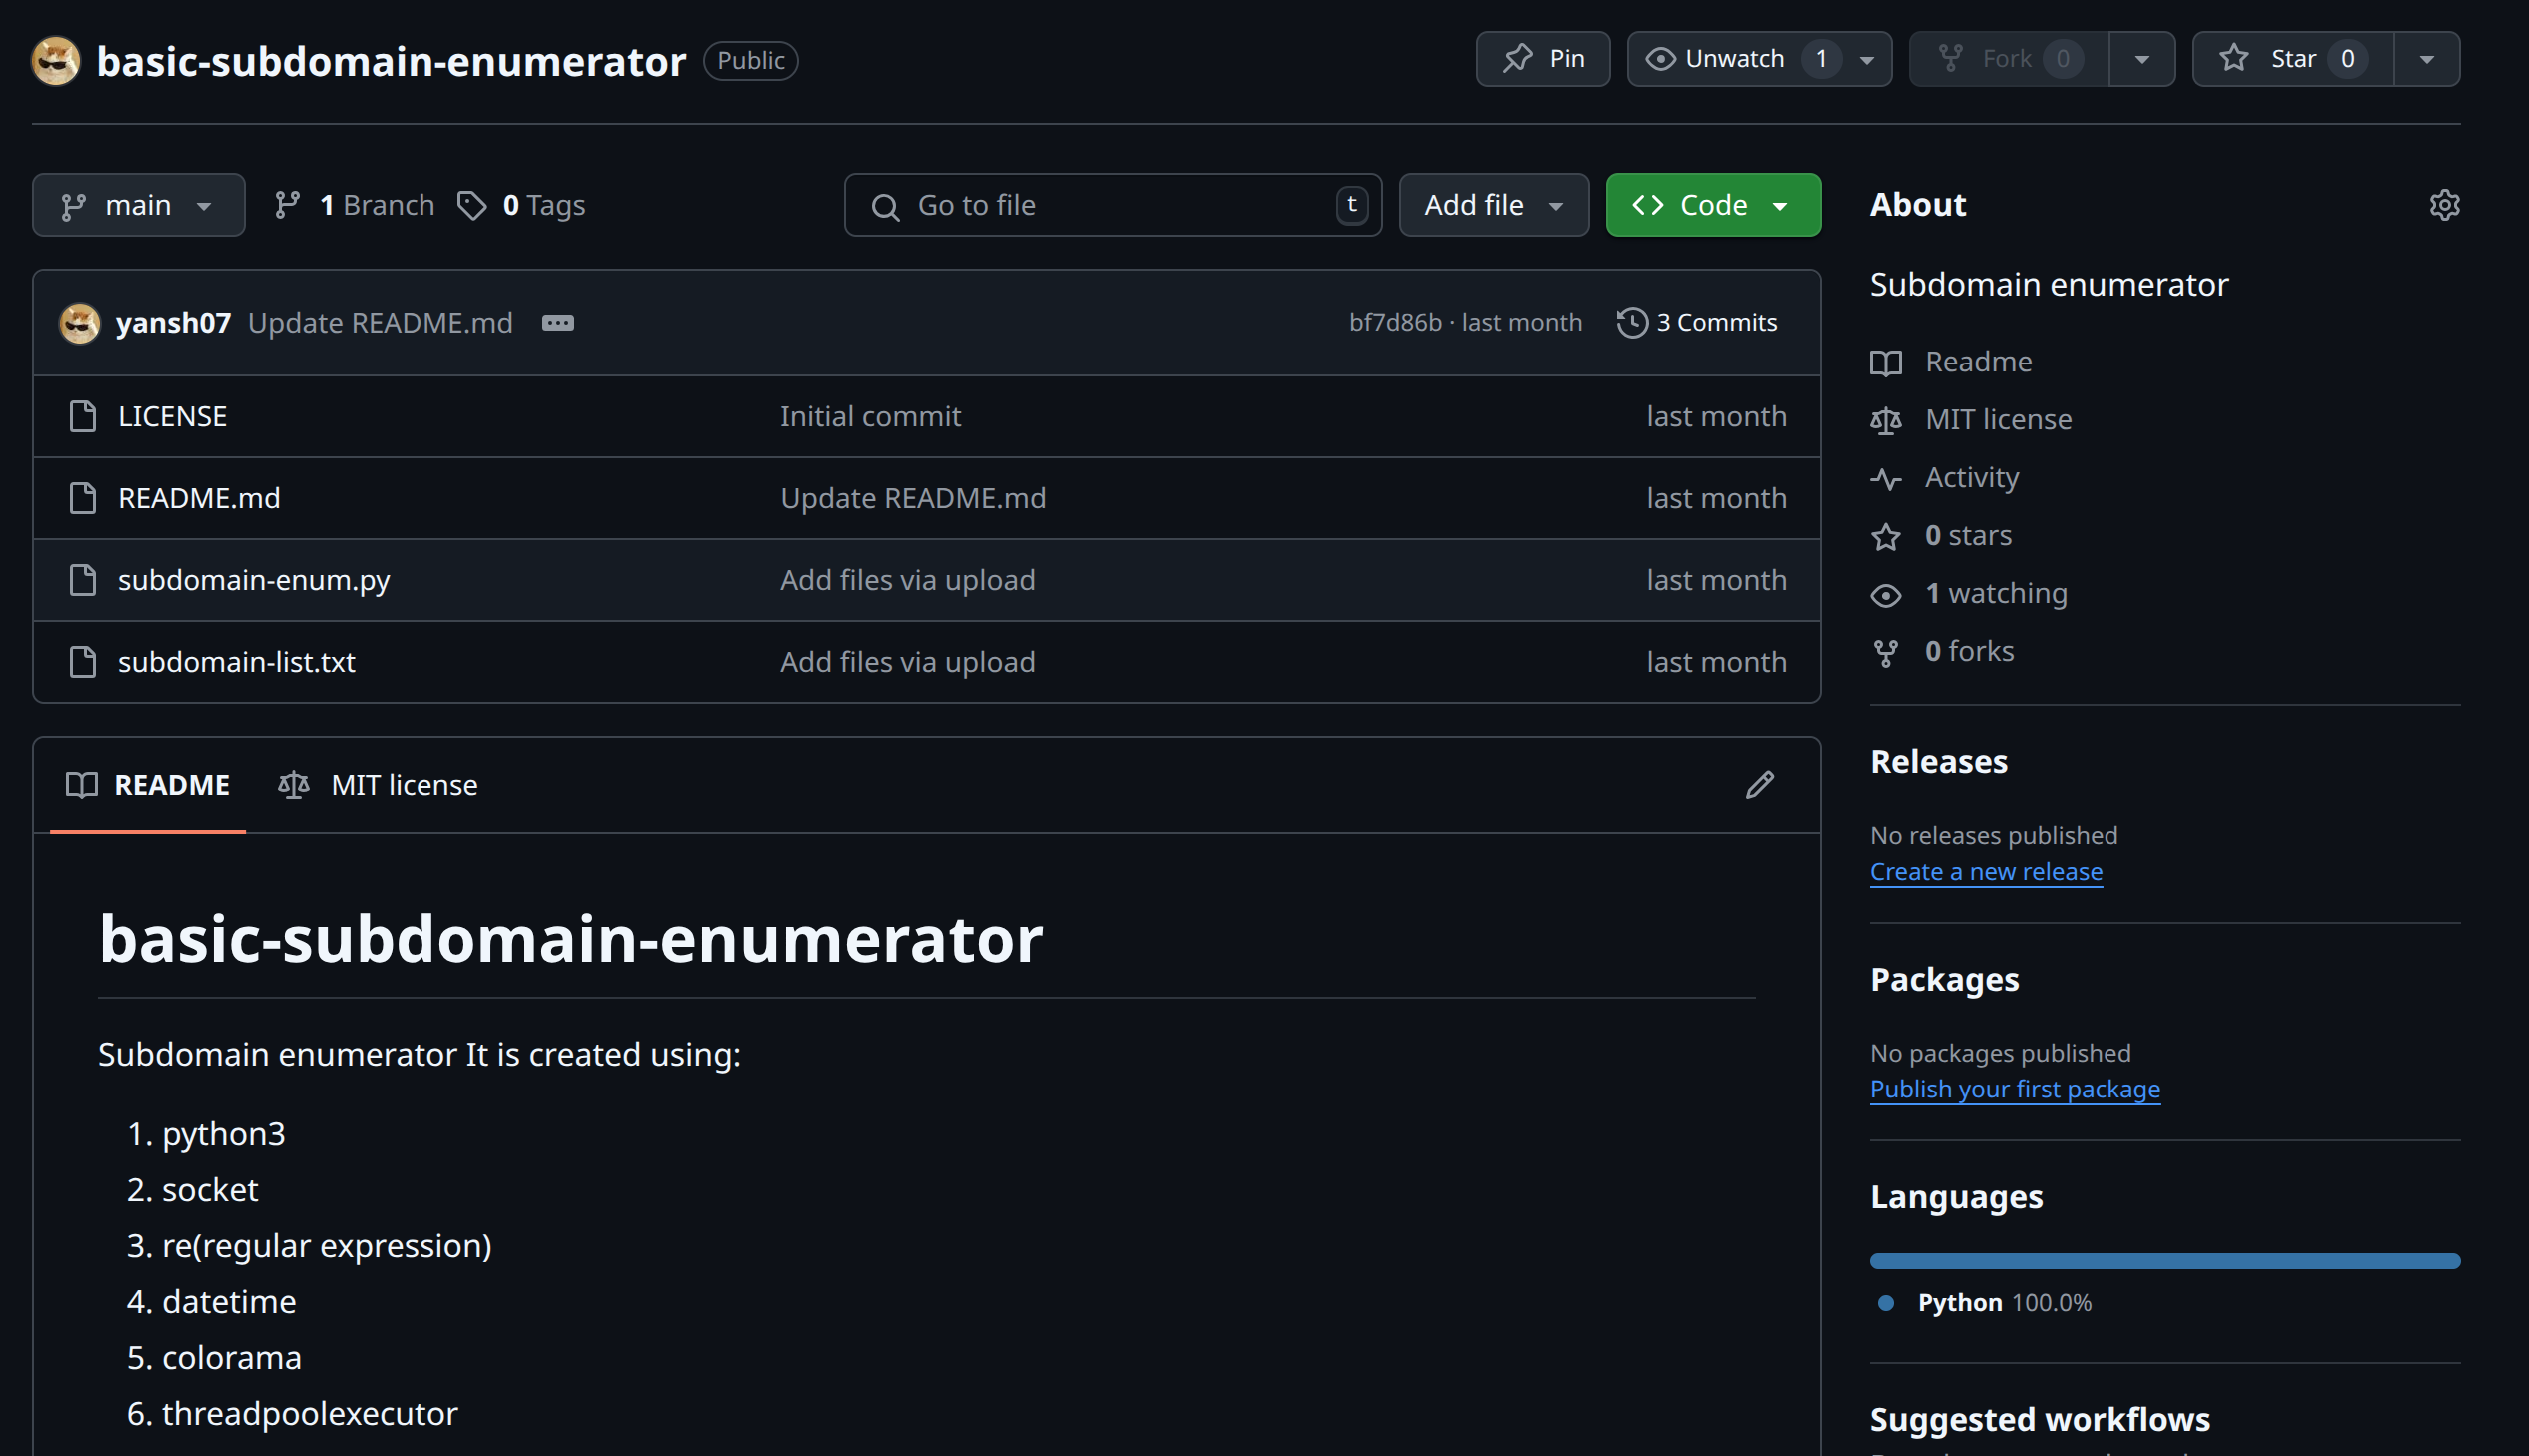 basic-subdomain-enumerator Public
Pin
Unwatch 1
Fork 0
Star 0
main
1 Branch
0 Tags
Go to file t
Add file
Code
yansh07 Update README.md
bf7d86b · last month
3 Commits
LICENSE Initial commit last month
README.md Update README.md last month
subdomain-enum.py Add files via upload last month
subdomain-list.txt Add files via upload last month
README
MIT license
basic-subdomain-enumerator
Subdomain enumerator It is created using:
1. python3
2. socket
3. re(regular expression)
4. datetime
5. colorama
6. threadpoolexecutor
About
Subdomain enumerator
Readme
MIT license
Activity
0 stars
1 watching
0 forks
Releases
No releases published
Create a new release
Packages
No packages published
Publish your first package
Languages
Python 100.0%
Suggested workflows